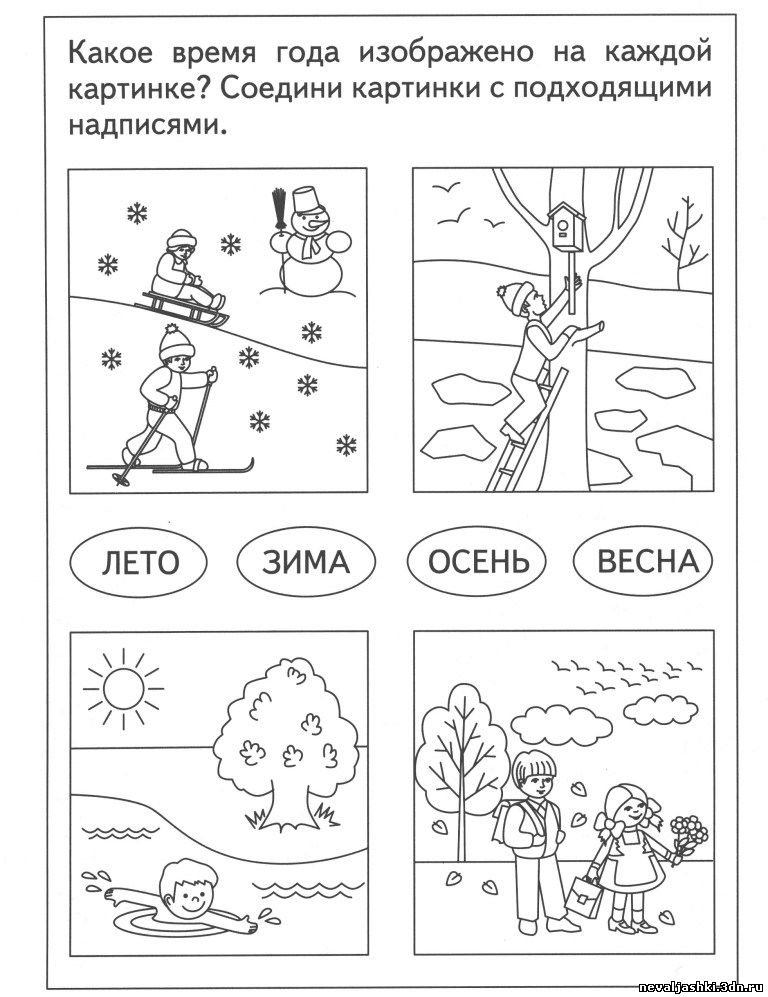 Какое время года изображено на каждой
картинке? Соедини картинки с подходящими
надписями.
ЛЕТО
ЗИМА
ОСЕНЬ
ВЕСНА
nevaljashki.3dn.ru